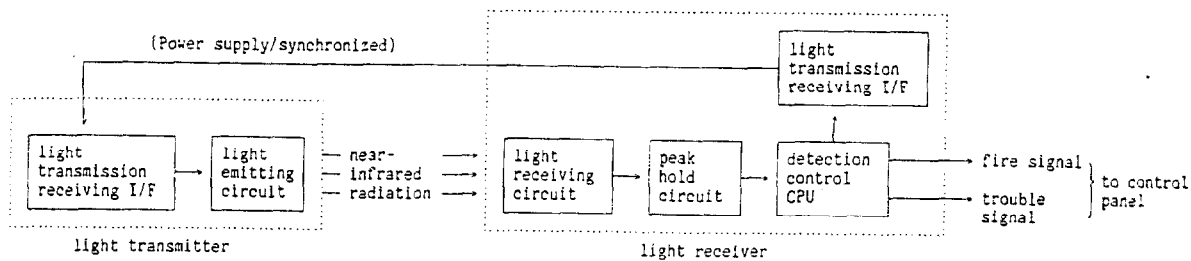 (Power supply/synchronized)
light
transmission
receiving I/F
light
transmission
receiving I/F
light
emitting
circuit
near-
infrared
radiation
light
receiving
circuit
peak
hold
circuit
detection
control
CPU
fire signal
trouble
signal
to control
panel
light transmitter
light receiver